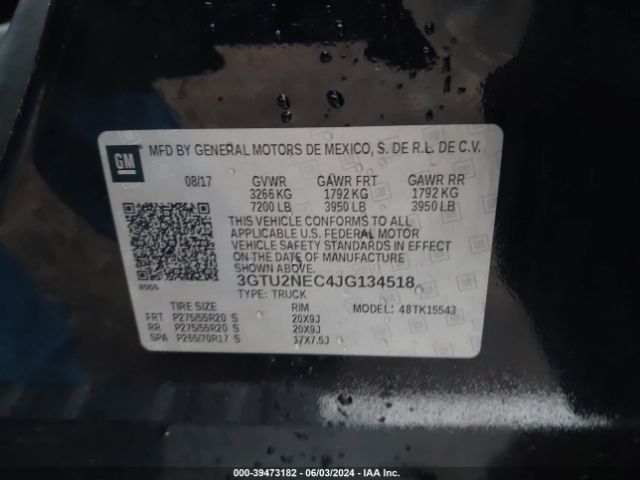 GM MFD BY GENERAL MOTORS DE MEXICO, S. DE R.L. DE C.V.
08/17 GVWR GAWR FRT GAWR RR
3266 KG 1792 KG 1792 KG
7200 LB 3950 LB 3950 LB
THIS VEHICLE CONFORMS TO ALL
APPLICABLE U.S. FEDERAL MOTOR
VEHICLE SAFETY STANDARDS IN EFFECT
ON THE DATE OF MANUFACTURE
SHOWN ABOVE.
3GTU2NEC4JG134518
TYPE: TRUCK
TIRE SIZE RIM MODEL: 48TK15543
FRT P275/55R20 S 20X9J
RR P275/55R20 S 20X9J
SPA P265/70R17 S 17X7.5J
000-39473182 - 06/03/2024 - IAA Inc.